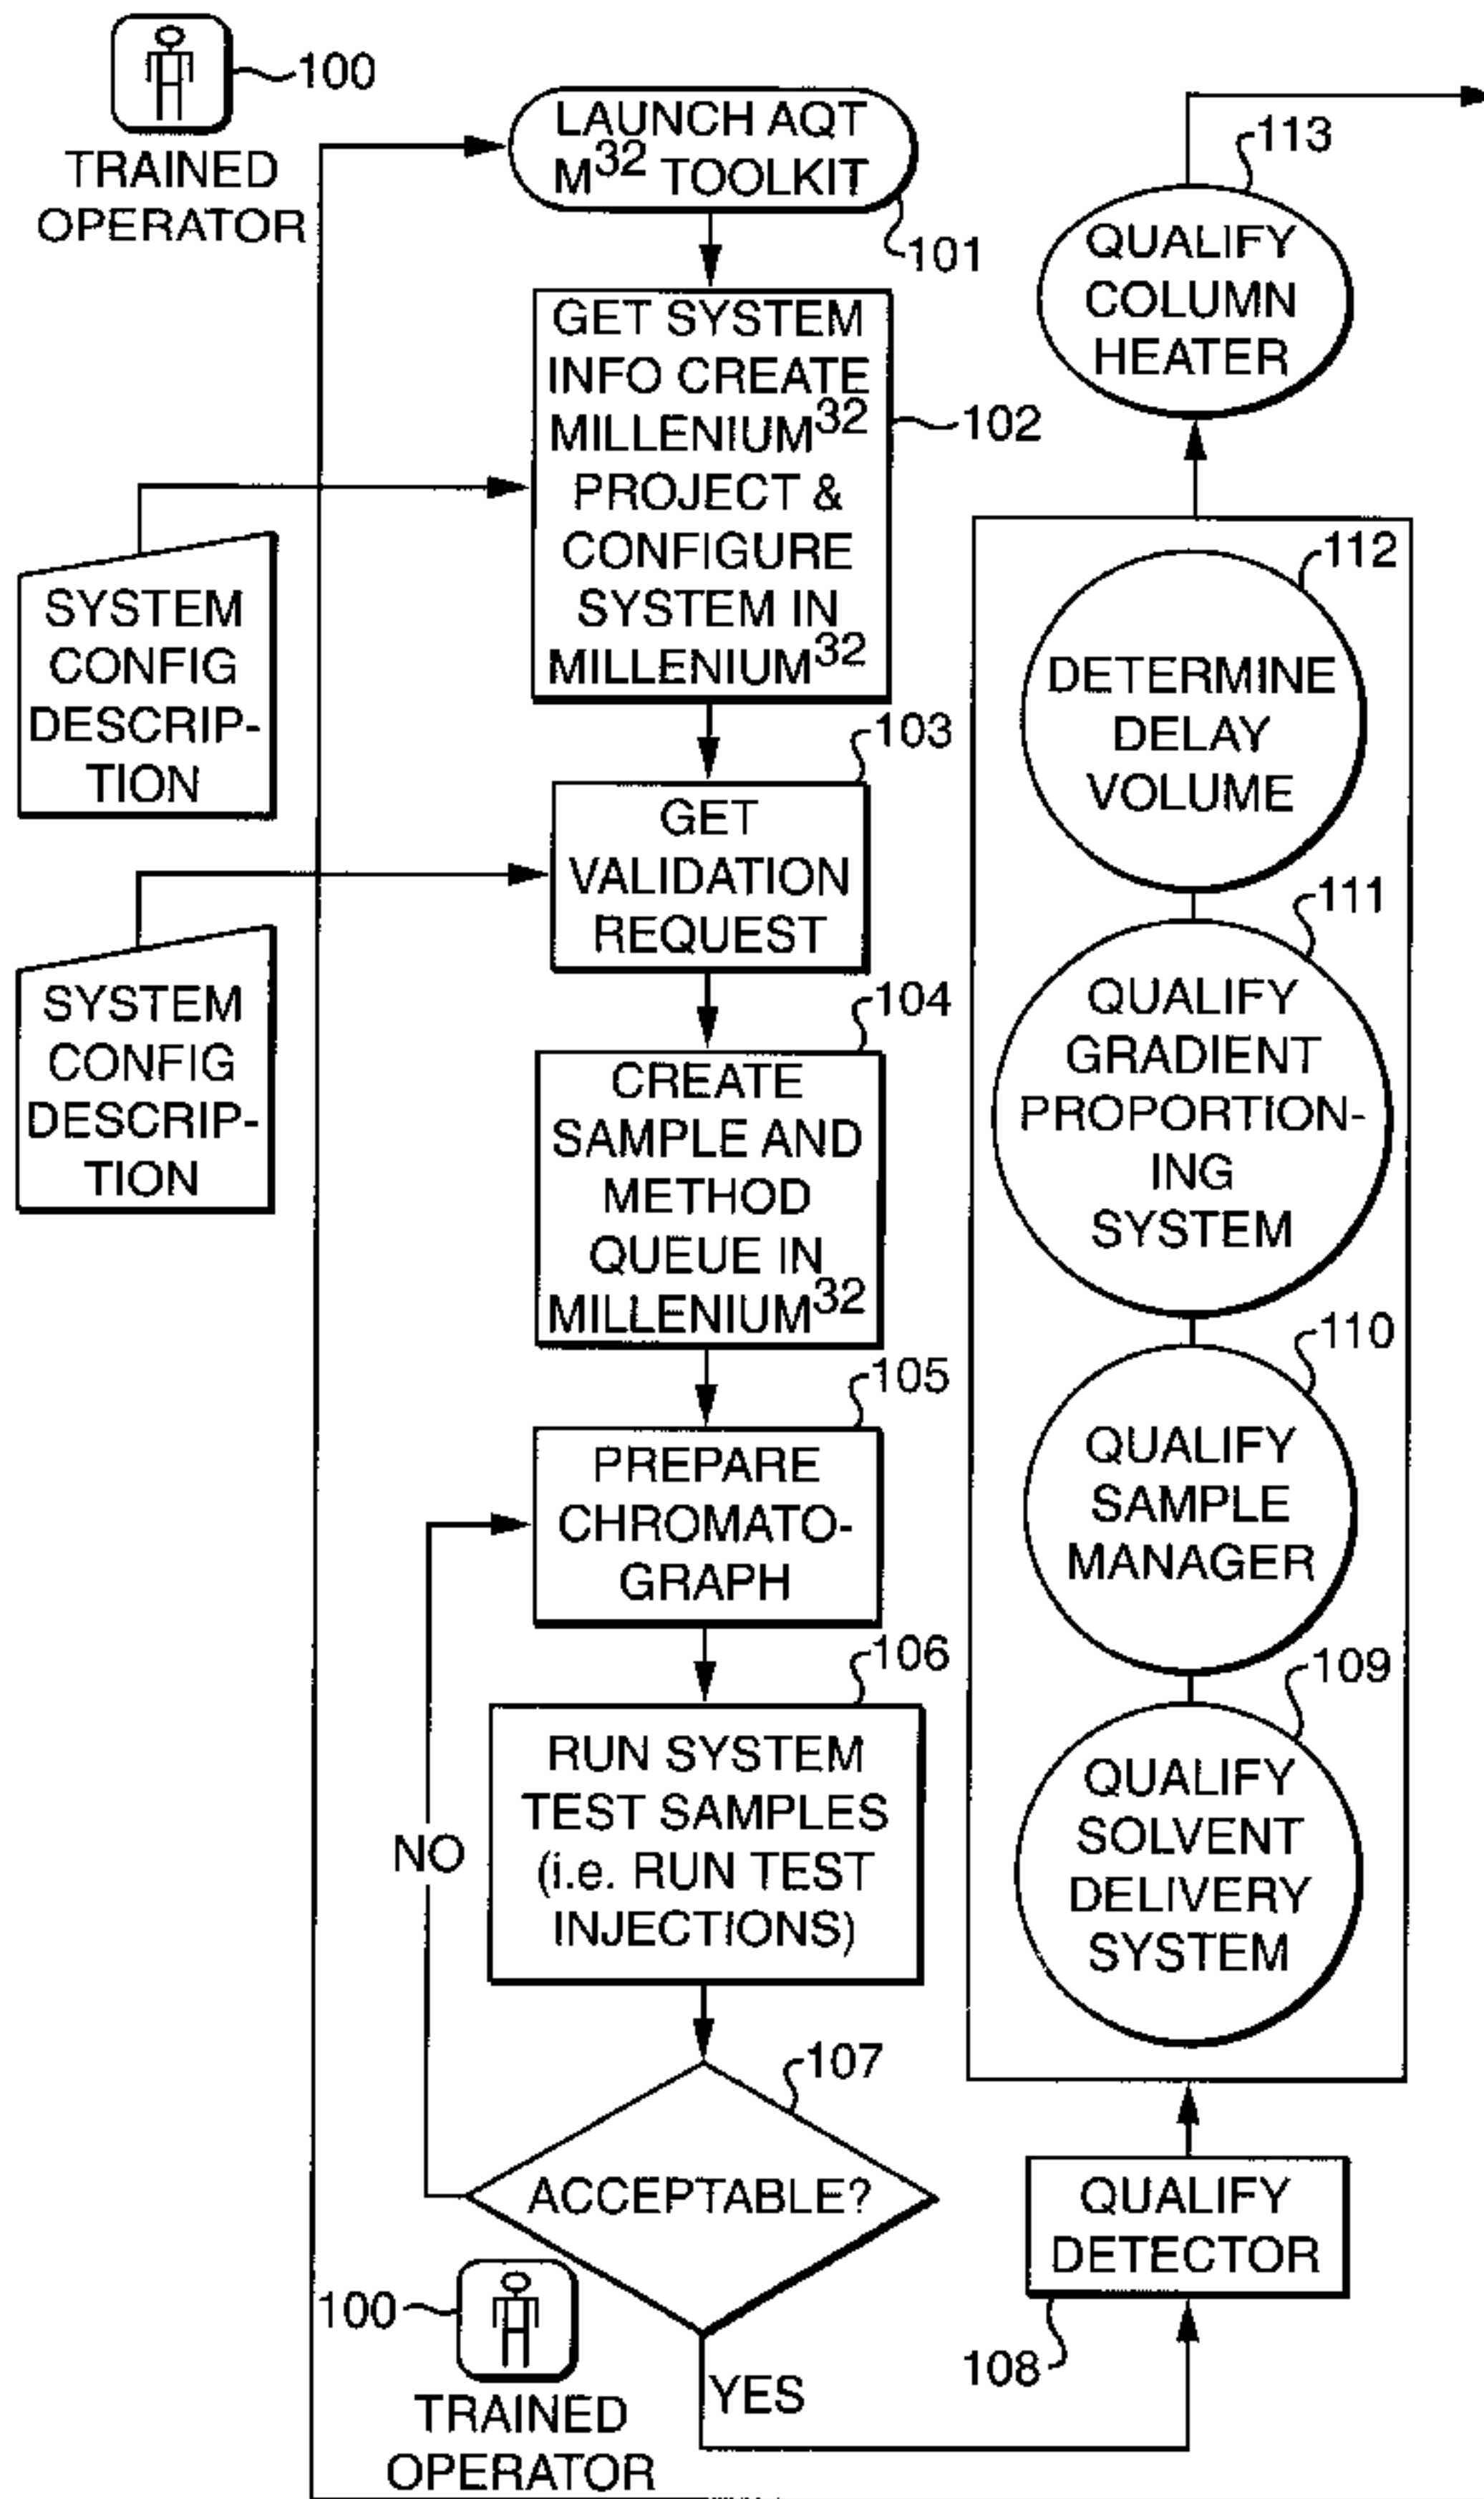 100
TRAINED
OPERATOR
LAUNCH AQT
M32 TOOLKIT
101
GET SYSTEM
INFO CREATE
MILLENIUM32
PROJECT &
CONFIGURE
SYSTEM IN
MILLENIUM32
102
SYSTEM
CONFIG
DESCRIP-
TION
103
GET
VALIDATION
REQUEST
SYSTEM
CONFIG
DESCRIP-
TION
104
CREATE
SAMPLE AND
METHOD
QUEUE IN
MILLENIUM32
105
PREPARE
CHROMATO-
GRAPH
106
RUN SYSTEM
TEST SAMPLES
(i.e. RUN TEST
INJECTIONS)
NO
107
ACCEPTABLE?
100
TRAINED
OPERATOR
YES
108
QUALIFY
DETECTOR
109
QUALIFY
SOLVENT
DELIVERY
SYSTEM
110
QUALIFY
SAMPLE
MANAGER
111
QUALIFY
GRADIENT
PROPORTION-
ING
SYSTEM
112
DETERMINE
DELAY
VOLUME
113
QUALIFY
COLUMN
HEATER